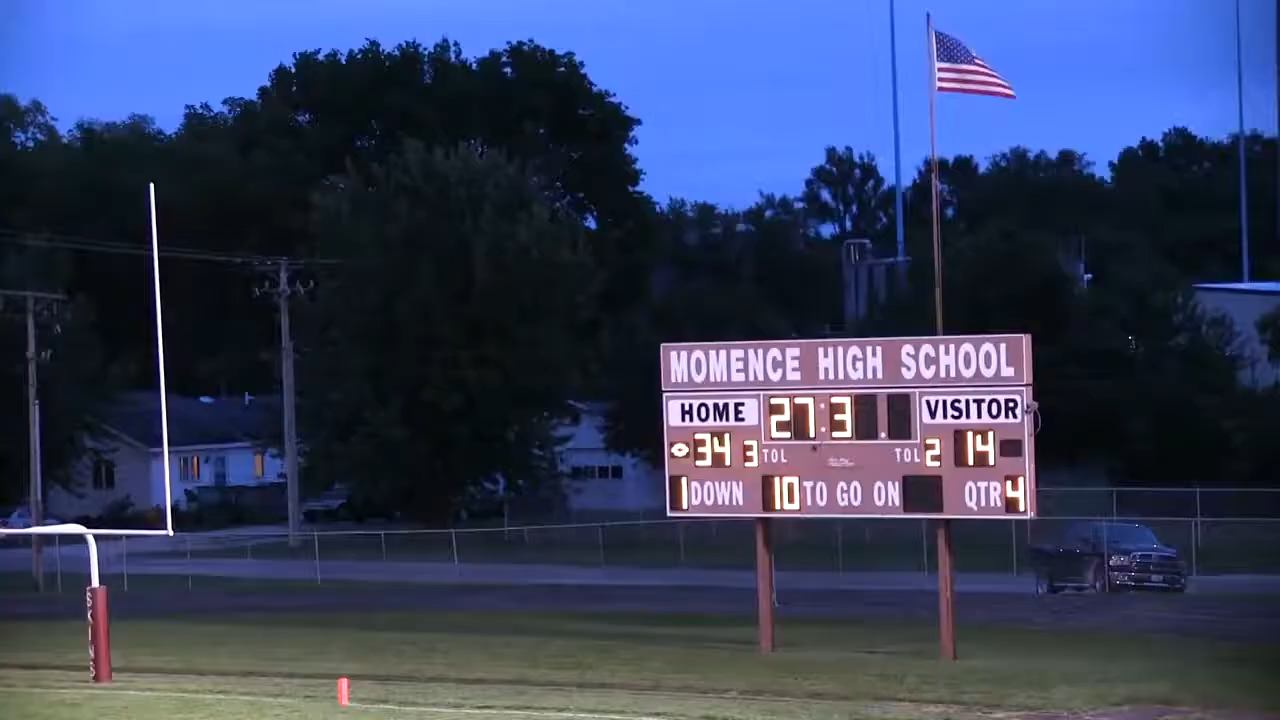 MOMENCE HIGH SCHOOL
HOME 27:3 VISITOR
34 3 TOL TOL 2 14
1 DOWN 10 TO GO ON QTR 4